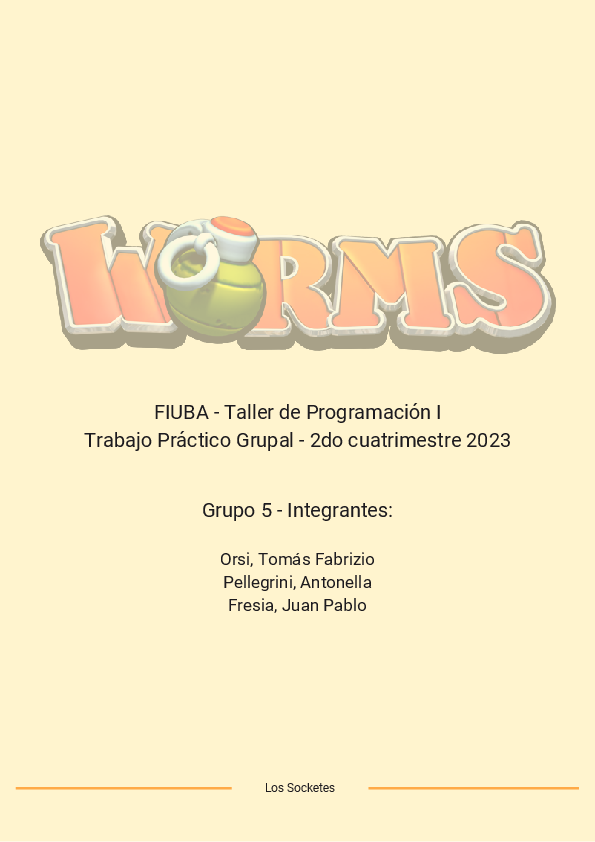 WORMS
FIUBA - Taller de Programación I
Trabajo Práctico Grupal - 2do cuatrimestre 2023
Grupo 5 - Integrantes:
Orsi, Tomás Fabrizio
Pellegrini, Antonella
Fresia, Juan Pablo
Los Socketes